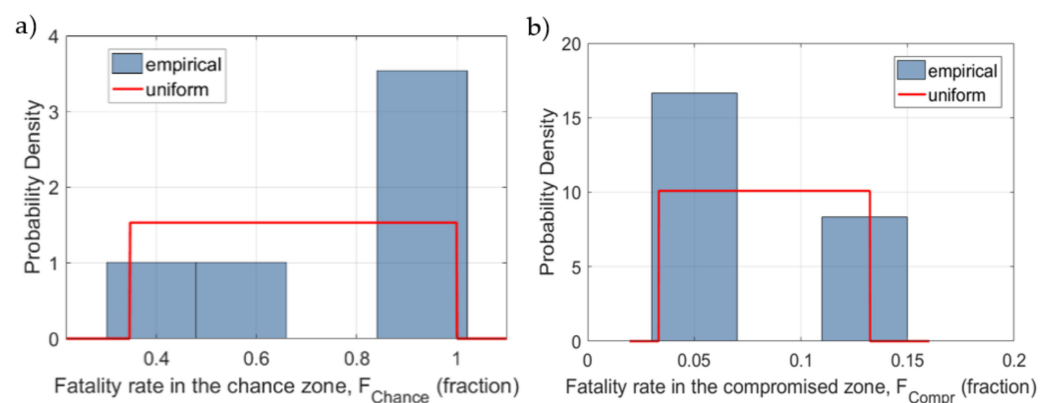 a)
4
3
2
1
0
Probability Density
empirical
uniform
0.4 0.6 0.8 1
Fatality rate in the chance zone, F_Chance (fraction)
b)
20
15
10
5
0
Probability Density
empirical
uniform
0 0.05 0.1 0.15 0.2
Fatality rate in the compromised zone, F_Compr (fraction)